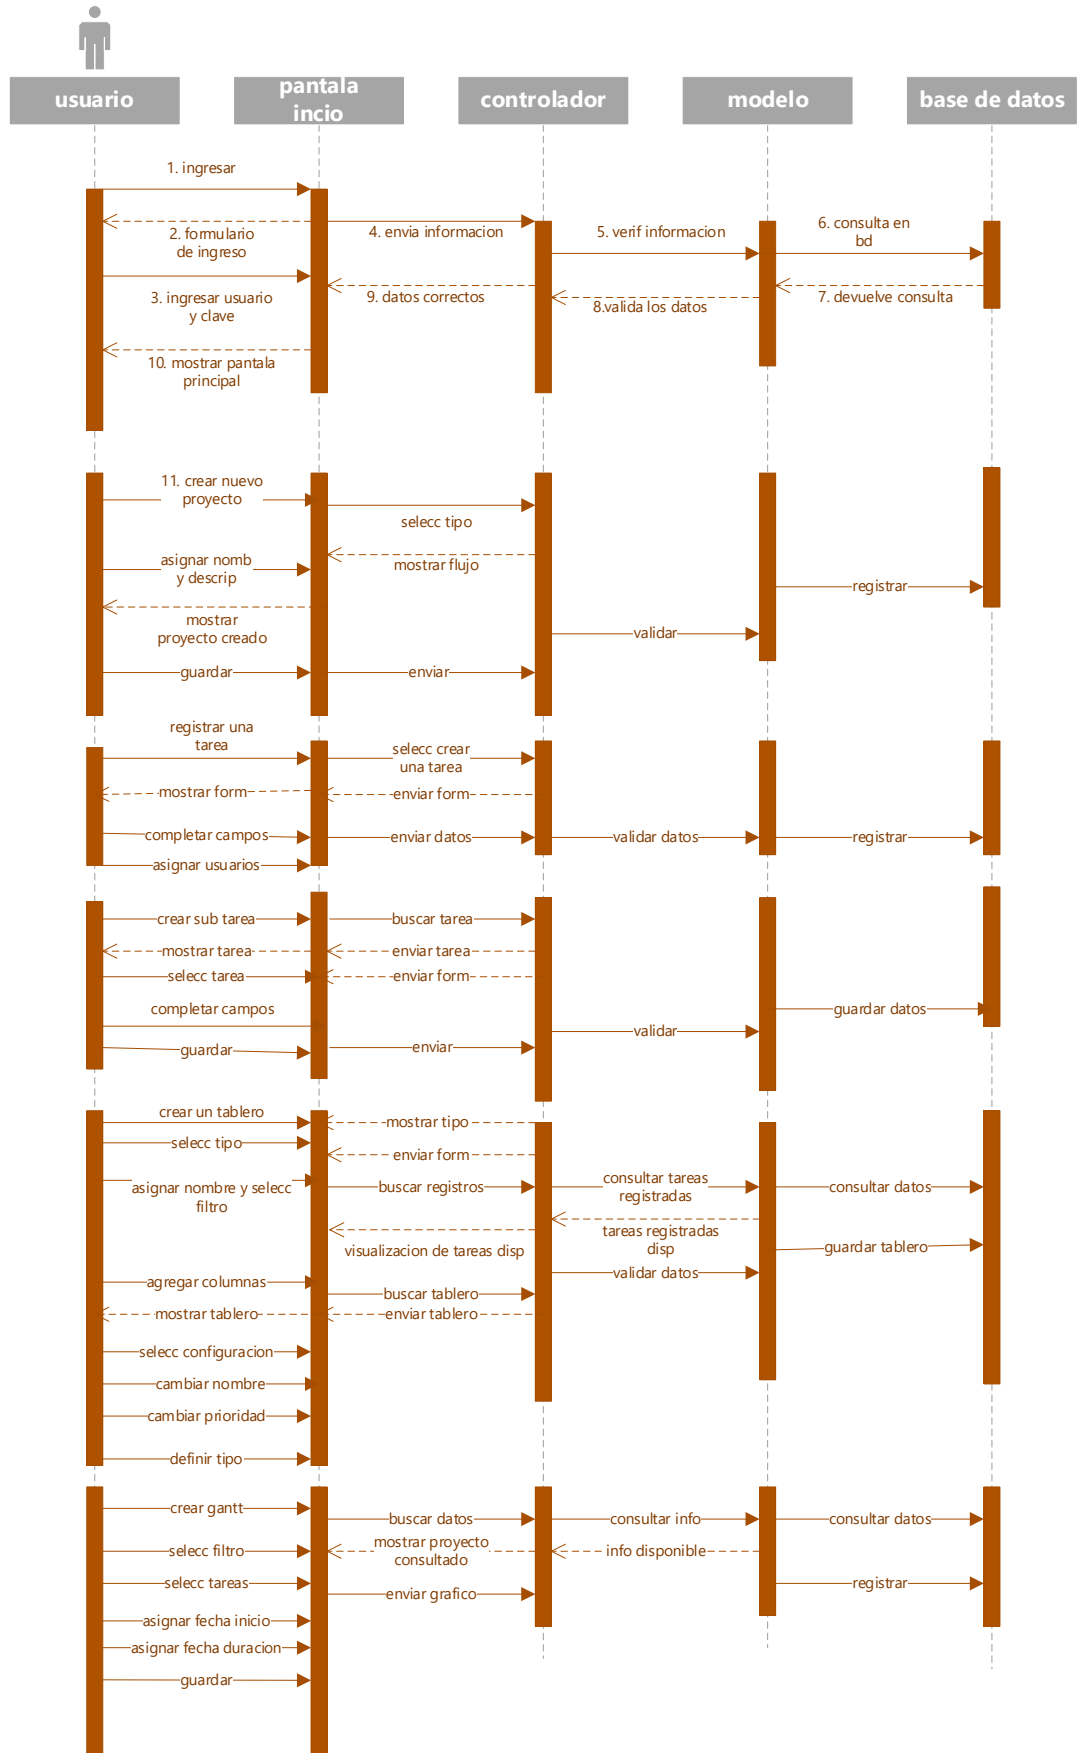 usuario
pantala
incio
controlador
modelo
base de datos
1. ingresar
2. formulario
de ingreso
4. envia informacion
5. verif informacion
6. consulta en
bd
3. ingresar usuario
y clave
9. datos correctos
8.valida los datos
7. devuelve consulta
10. mostrar pantala
principal
11. crear nuevo
proyecto
selecc tipo
asignar nomb
y descrip
mostrar flujo
registrar
mostrar
proyecto creado
validar
guardar
enviar
registrar una
tarea
selecc crear
una tarea
mostrar form
enviar form
completar campos
enviar datos
validar datos
registrar
asignar usuarios
crear sub tarea
buscar tarea
mostrar tarea
enviar tarea
selecc tarea
enviar form
completar campos
guardar datos
validar
guardar
enviar
crear un tablero
mostrar tipo
selecc tipo
enviar form
asignar nombre y selecc
filtro
buscar registros
consultar tareas
registradas
consultar datos
visualizacion de tareas disp
tareas registradas
disp
guardar tablero
agregar columnas
validar datos
buscar tablero
mostrar tablero
enviar tablero
selecc configuracion
cambiar nombre
cambiar prioridad
definir tipo
crear gantt
buscar datos
consultar info
consultar datos
selecc filtro
mostrar proyecto
consultado
info disponible
selecc tareas
enviar grafico
registrar
asignar fecha inicio
asignar fecha duracion
guardar